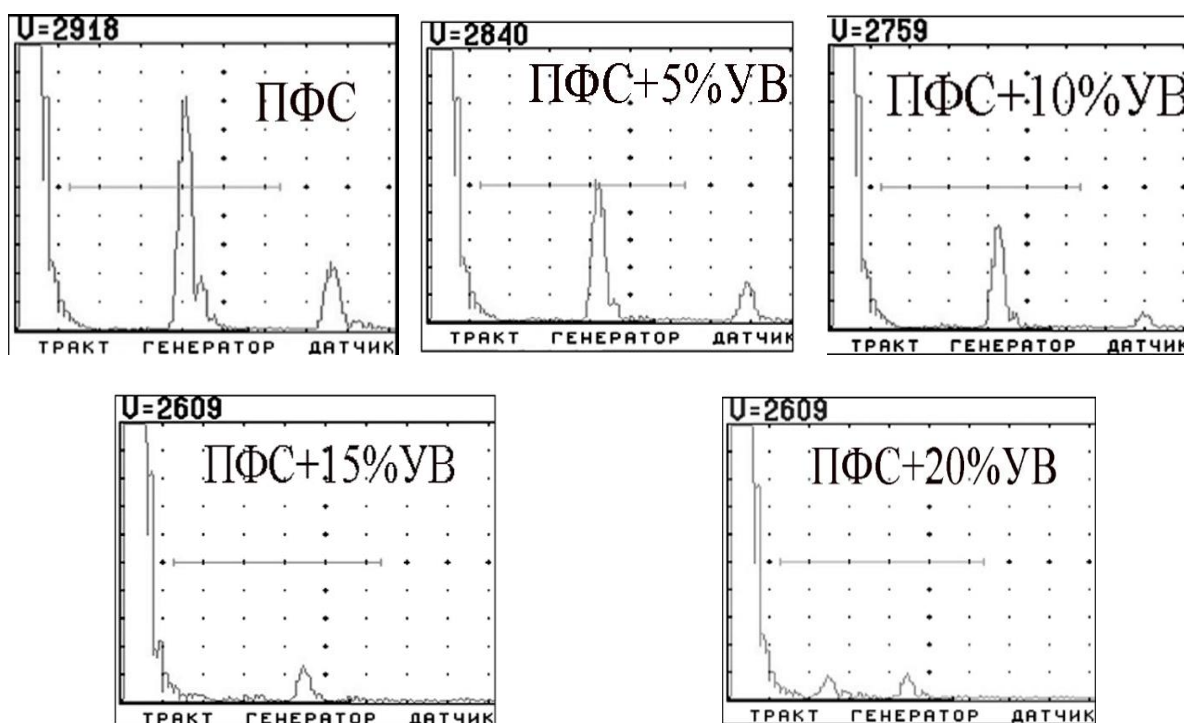 V=2918
ПФС
ТРАКТ ГЕНЕРАТОР ДАТЧИК
V=2840
ПФС+5%УВ
ТРАКТ ГЕНЕРАТОР ДАТЧИК
V=2759
ПФС+10%УВ
ТРАКТ ГЕНЕРАТОР ДАТЧИК
V=2609
ПФС+15%УВ
ТРАКТ ГЕНЕРАТОР ДАТЧИК
V=2609
ПФС+20%УВ
ТРАКТ ГЕНЕРАТОР ДАТЧИК